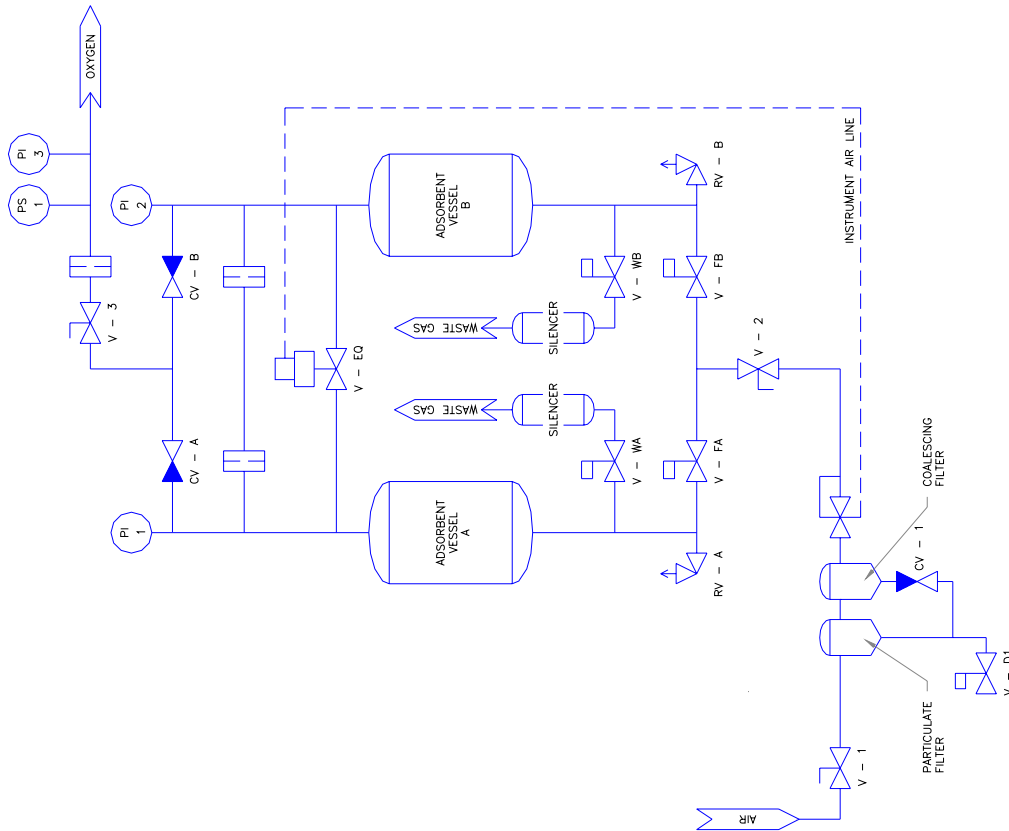 OXYGEN
PI
3
PS
1
PI
2
V - 3
CV - B
CV - A
PI
1
V - EQ
INSTRUMENT AIR LINE
ADSORBENT
VESSEL
B
ADSORBENT
VESSEL
A
RV - B
V - WB
V - FB
WASTE GAS
SILENCER
WASTE GAS
SILENCER
V - 2
V - WA
V - FA
RV - A
COALESCING
FILTER
CV - 1
PARTICULATE
FILTER
V - D1
V - 1
AIR